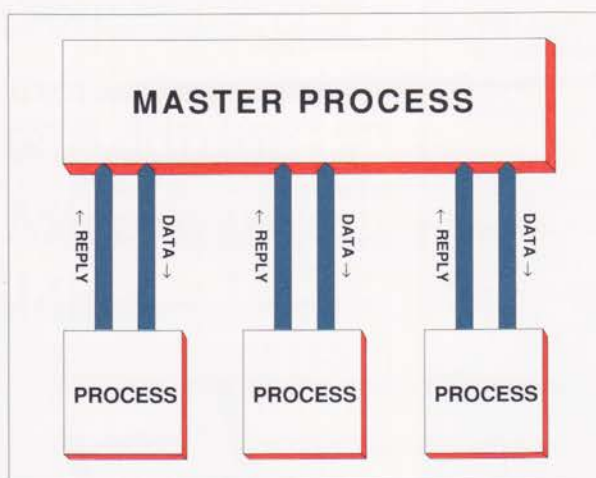 MASTER PROCESS
← REPLY
DATA →
← REPLY
DATA →
← REPLY
DATA →
PROCESS
PROCESS
PROCESS